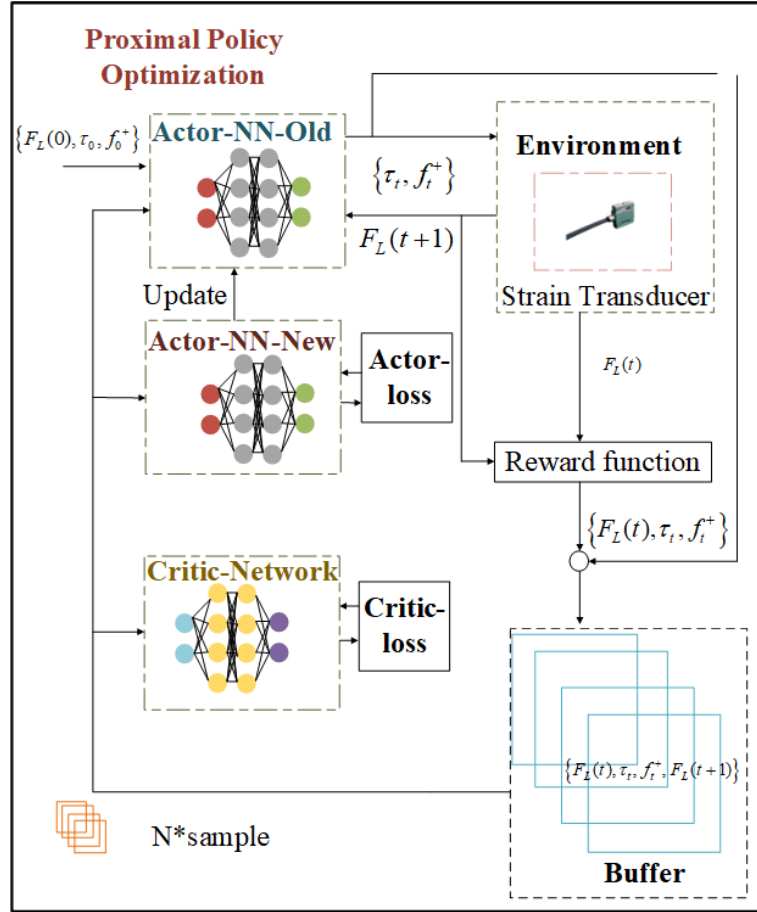 Proximal Policy
Optimization
{F_L(0), τ_0, f_0^+}
Actor-NN-Old
{τ_t, f_t^+}
F_L(t+1)
Environment
Strain Transducer
Update
Actor-NN-New
Actor-
loss
F_L(t)
Reward function
{F_L(t), τ_t, f_t^+}
Critic-Network
Critic-
loss
{F_L(t), τ_t, f_t^+, F_L(t+1)}
Buffer
N*sample